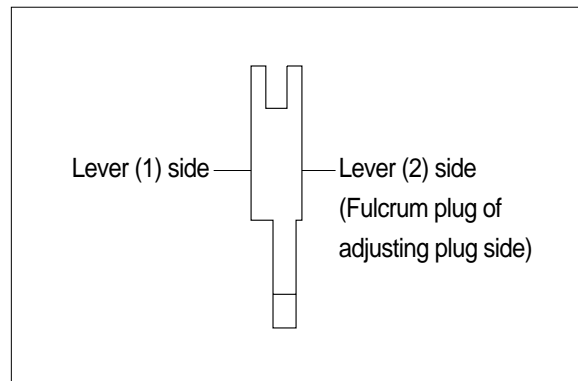 Lever (1) side
Lever (2) side
(Fulcrum plug of
adjusting plug side)